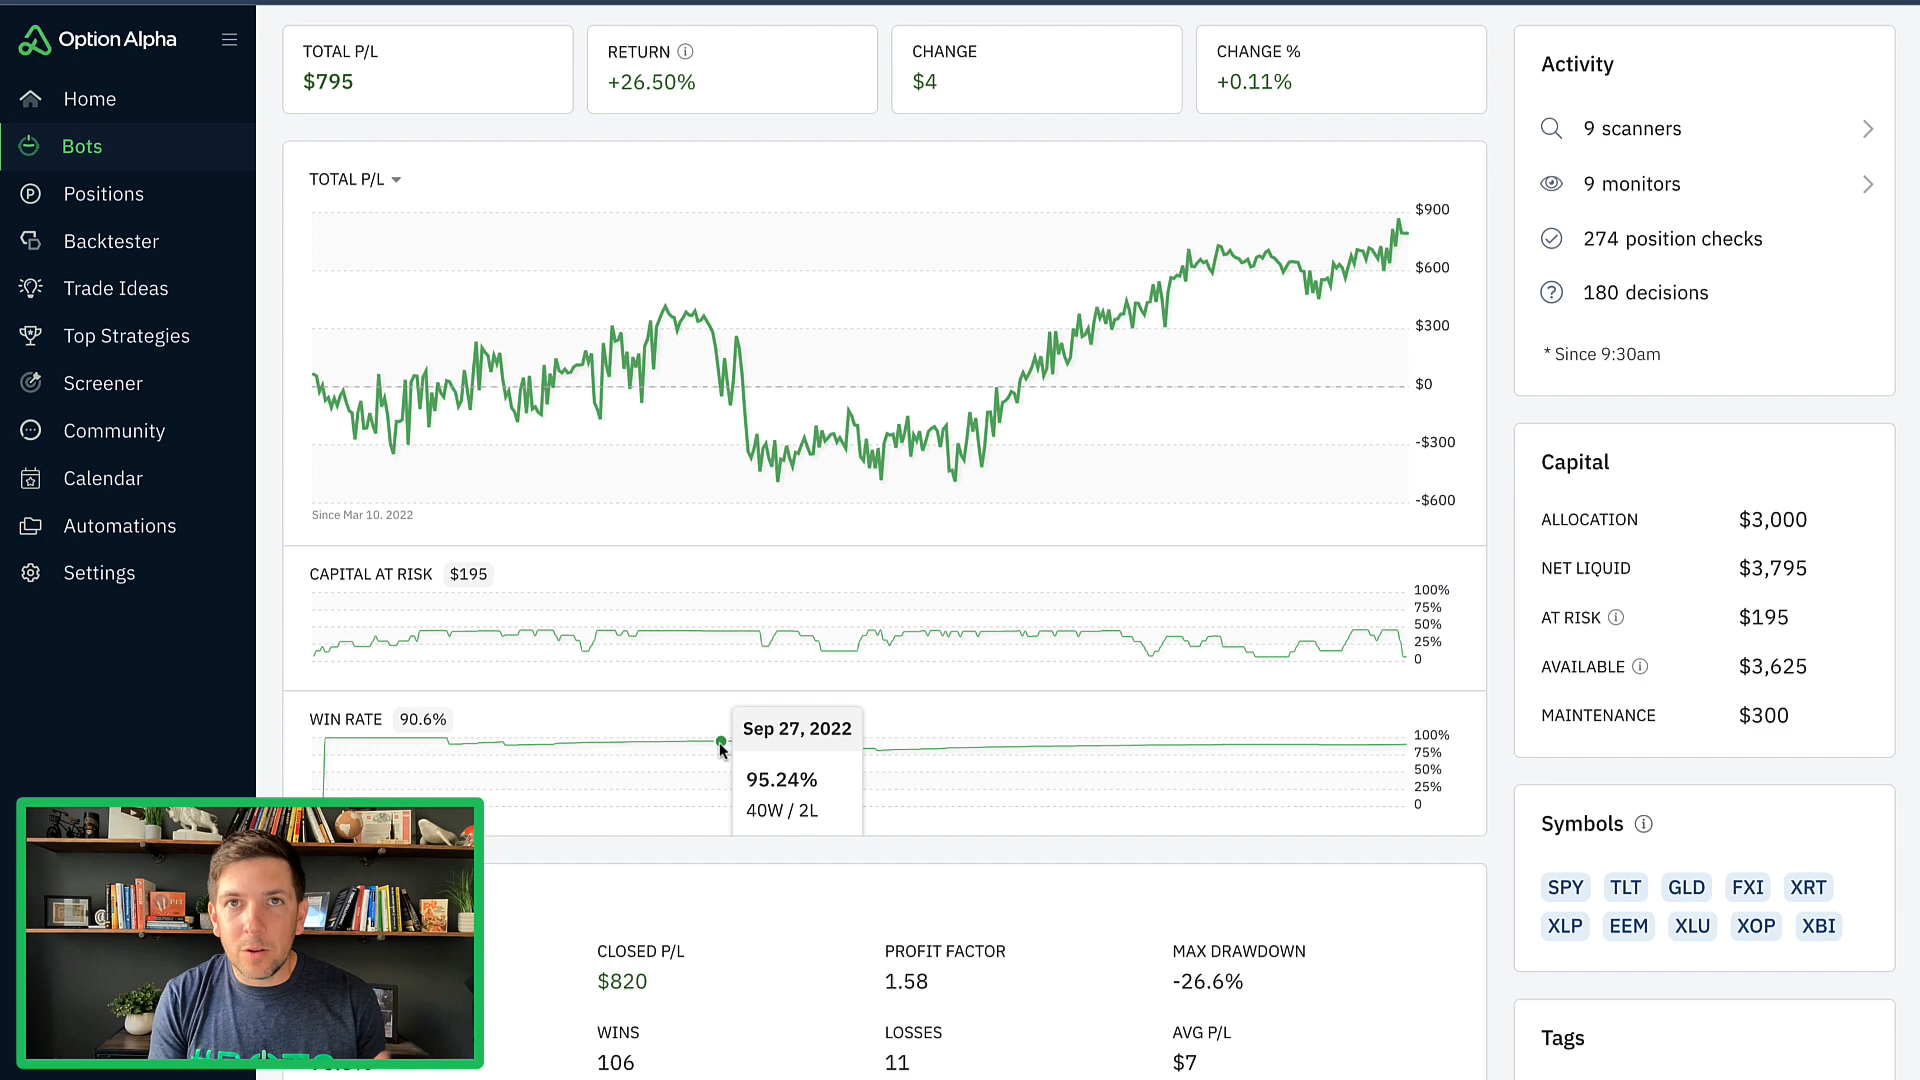 Option Alpha
Home
Bots
Positions
Backtester
Trade Ideas
Top Strategies
Screener
Community
Calendar
Automations
Settings
TOTAL P/L
$795
RETURN
+26.50%
CHANGE
$4
CHANGE %
+0.11%
TOTAL P/L
$900
$600
$300
$0
-$300
-$600
Since Mar 10, 2022
CAPITAL AT RISK $195
100%
75%
50%
25%
0
WIN RATE 90.6%
100%
75%
50%
25%
0
Sep 27, 2022
95.24%
40W / 2L
CLOSED P/L
$820
PROFIT FACTOR
1.58
MAX DRAWDOWN
-26.6%
WINS
106
LOSSES
11
AVG P/L
$7
Activity
9 scanners
9 monitors
274 position checks
180 decisions
* Since 9:30am
Capital
ALLOCATION $3,000
NET LIQUID $3,795
AT RISK $195
AVAILABLE $3,625
MAINTENANCE $300
Symbols
SPY TLT GLD FXI XRT
XLP EEM XLU XOP XBI
Tags